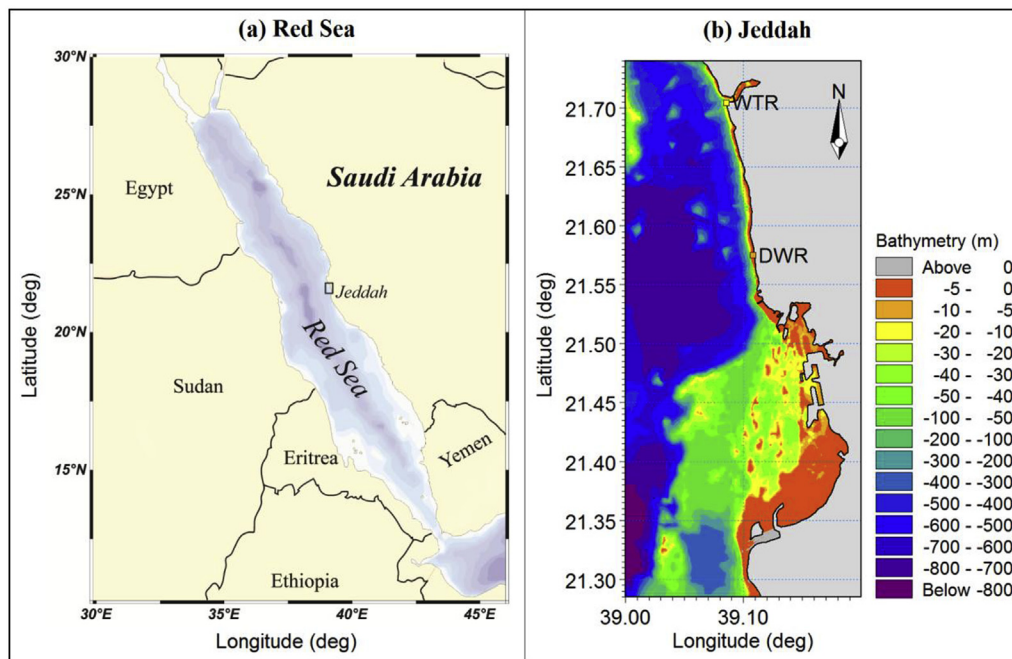 (a) Red Sea
30°N
25°N
20°N
15°N
Latitude (deg)
Egypt
Saudi Arabia
Jeddah
Red Sea
Sudan
Eritrea
Yemen
Ethiopia
30°E 35°E 40°E 45°E
Longitude (deg)
(b) Jeddah
N
WTR
DWR
21.70
21.65
21.60
21.55
21.50
21.45
21.40
21.35
21.30
Latitude (deg)
39.00 39.10
Longitude (deg)
Bathymetry (m)
Above 0
-5 - 0
-10 - -5
-20 - -10
-30 - -20
-40 - -30
-50 - -40
-100 - -50
-200 - -100
-300 - -200
-400 - -300
-500 - -400
-600 - -500
-700 - -600
-800 - -700
Below -800